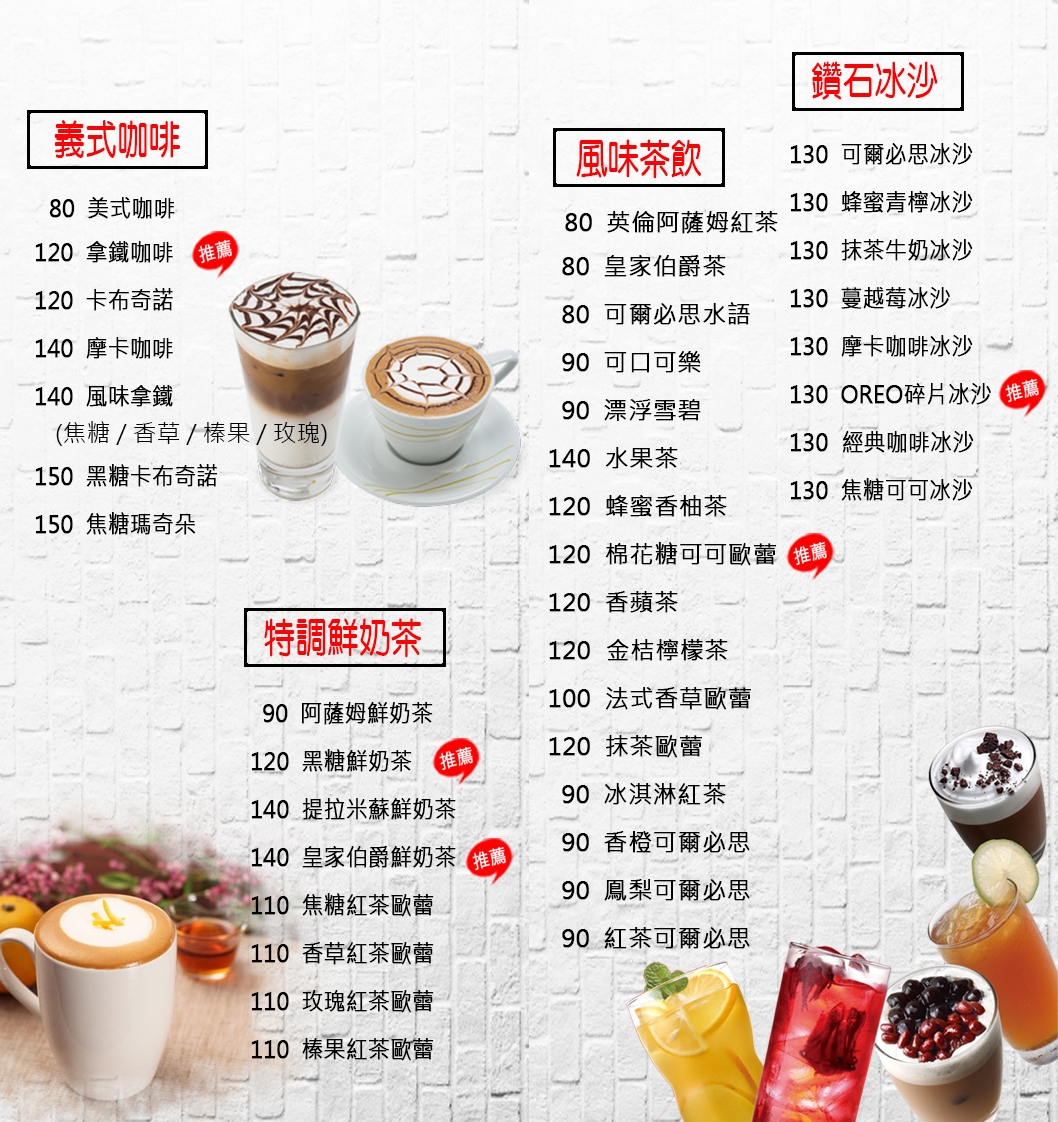 義式咖啡
80 美式咖啡
120 拿鐵咖啡 推薦
120 卡布奇諾
140 摩卡咖啡
140 風味拿鐵
(焦糖 / 香草 / 榛果 / 玫瑰)
150 黑糖卡布奇諾
150 焦糖瑪奇朵
特調鮮奶茶
90 阿薩姆鮮奶茶
120 黑糖鮮奶茶 推薦
140 提拉米蘇鮮奶茶
140 皇家伯爵鮮奶茶 推薦
110 焦糖紅茶歐蕾
110 香草紅茶歐蕾
110 玫瑰紅茶歐蕾
110 榛果紅茶歐蕾
風味茶飲
80 英倫阿薩姆紅茶
80 皇家伯爵茶
80 可爾必思水語
90 可口可樂
90 漂浮雪碧
140 水果茶
120 蜂蜜香柚茶
120 棉花糖可可歐蕾 推薦
120 香蘋茶
120 金桔檸檬茶
100 法式香草歐蕾
120 抹茶歐蕾
90 冰淇淋紅茶
90 香橙可爾必思
90 鳳梨可爾必思
90 紅茶可爾必思
鑽石冰沙
130 可爾必思冰沙
130 蜂蜜青檸冰沙
130 抹茶牛奶冰沙
130 蔓越莓冰沙
130 摩卡咖啡冰沙
130 OREO碎片冰沙 推薦
130 經典咖啡冰沙
130 焦糖可可冰沙